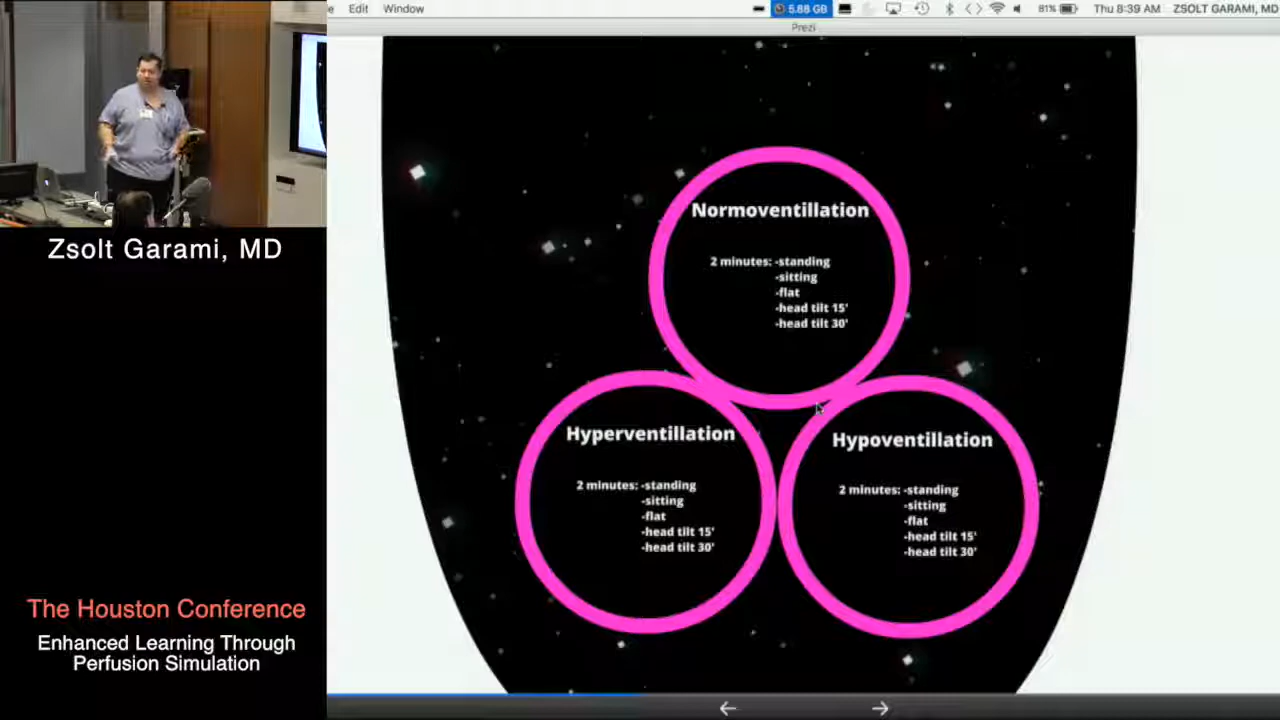 Edit Window 5.88 GB 81% Thu 8:39 AM ZSOLT GARAMI, MD
Prezi
Zsolt Garami, MD
Normoventillation
2 minutes: -standing
-sitting
-flat
-head tilt 15'
-head tilt 30'
Hyperventillation
2 minutes: -standing
-sitting
-flat
-head tilt 15'
-head tilt 30'
Hypoventillation
2 minutes: -standing
-sitting
-flat
-head tilt 15'
-head tilt 30'
The Houston Conference
Enhanced Learning Through
Perfusion Simulation